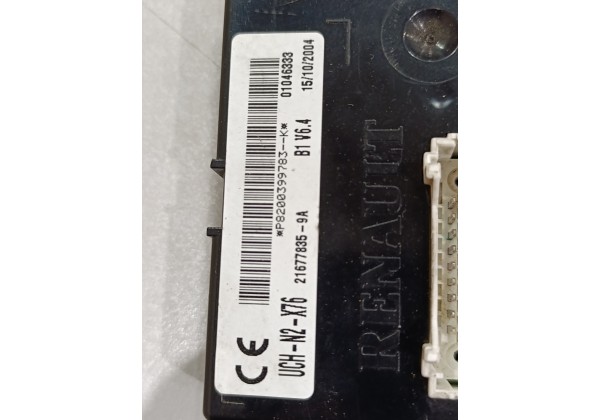 *P8200399783--K*
01046333
21677835-9A
B1 V6.4
15/10/2004
CE
UCH-N2-X76
RENAULT